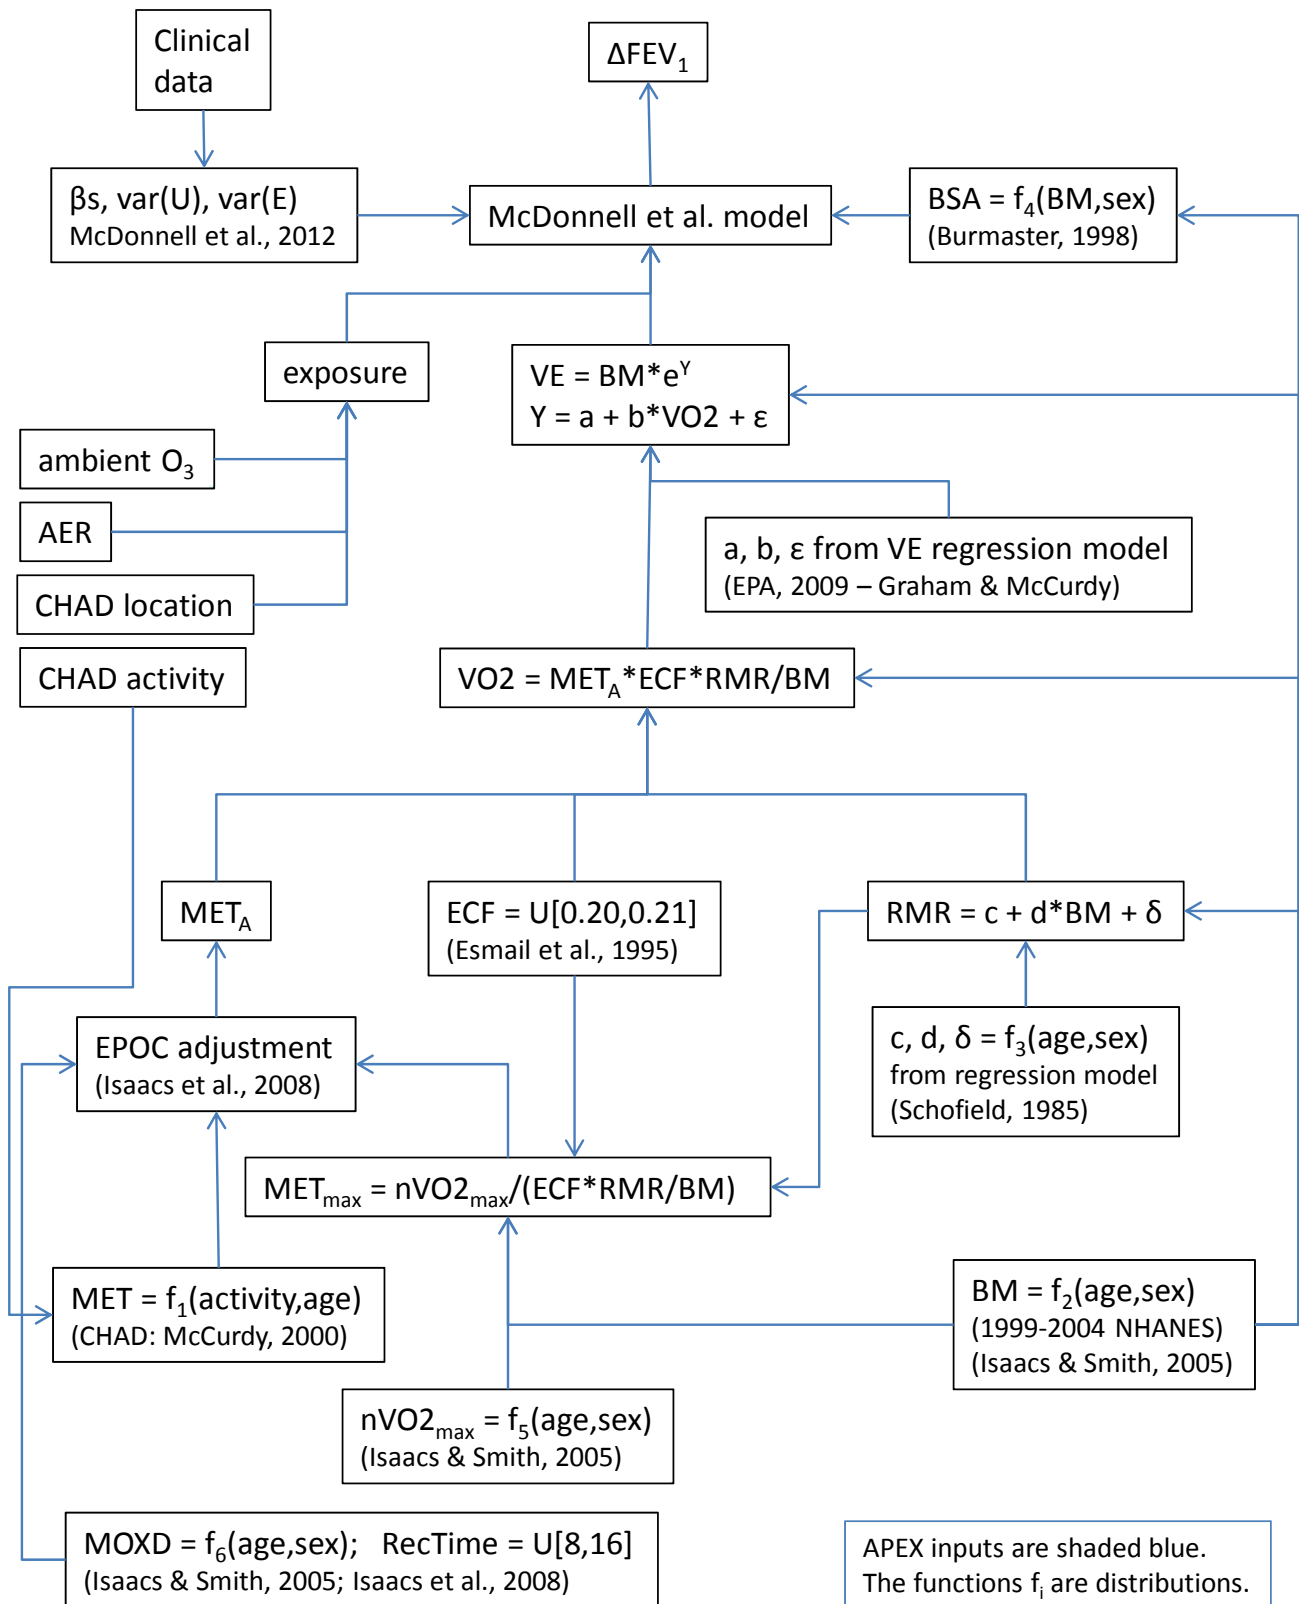 Clinical
data
ΔFEV₁
βs, var(U), var(E)
McDonnell et al., 2012
McDonnell et al. model
BSA = f₄(BM,sex)
(Burmaster, 1998)
exposure
VE = BM*eʸ
Y = a + b*VO2 + ε
ambient O₃
AER
CHAD location
CHAD activity
a, b, ε from VE regression model
(EPA, 2009 – Graham & McCurdy)
VO2 = MET_A*ECF*RMR/BM
MET_A
ECF = U[0.20,0.21]
(Esmail et al., 1995)
RMR = c + d*BM + δ
EPOC adjustment
(Isaacs et al., 2008)
c, d, δ = f₃(age,sex)
from regression model
(Schofield, 1985)
MET_max = nVO2_max/(ECF*RMR/BM)
MET = f₁(activity,age)
(CHAD: McCurdy, 2000)
BM = f₂(age,sex)
(1999-2004 NHANES)
(Isaacs & Smith, 2005)
nVO2_max = f₅(age,sex)
(Isaacs & Smith, 2005)
MOXD = f₆(age,sex); RecTime = U[8,16]
(Isaacs & Smith, 2005; Isaacs et al., 2008)
APEX inputs are shaded blue.
The functions fᵢ are distributions.